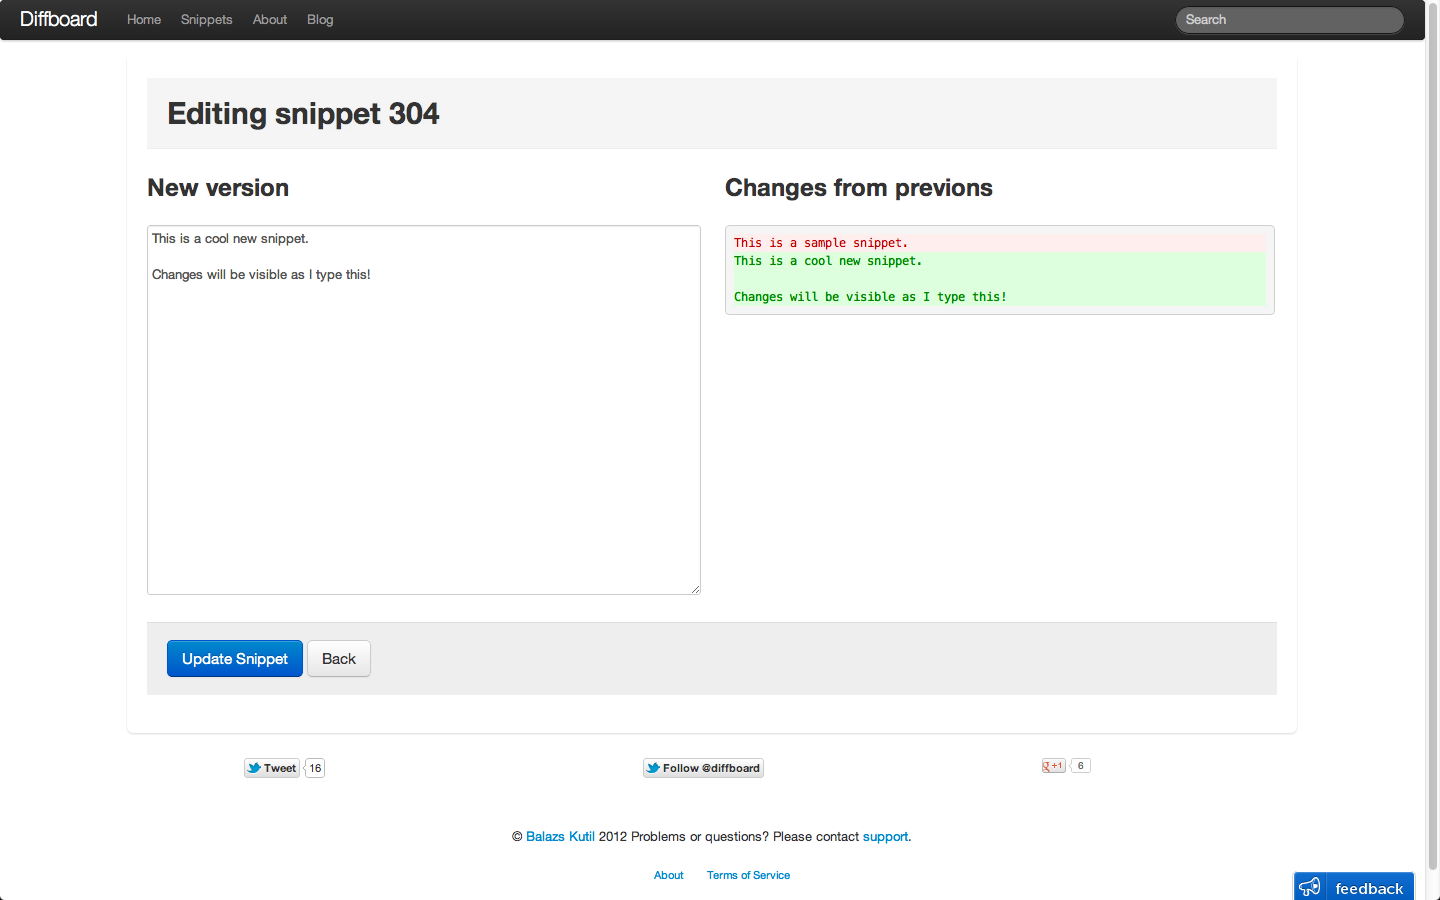 Diffboard Home Snippets About Blog Search
Editing snippet 304
New version
This is a cool new snippet.
Changes will be visible as I type this!
Changes from previons
This is a sample snippet.
This is a cool new snippet.
Changes will be visible as I type this!
Update Snippet Back
Tweet 16 Follow @diffboard +1 6
© Balazs Kutil 2012 Problems or questions? Please contact support.
About Terms of Service
feedback